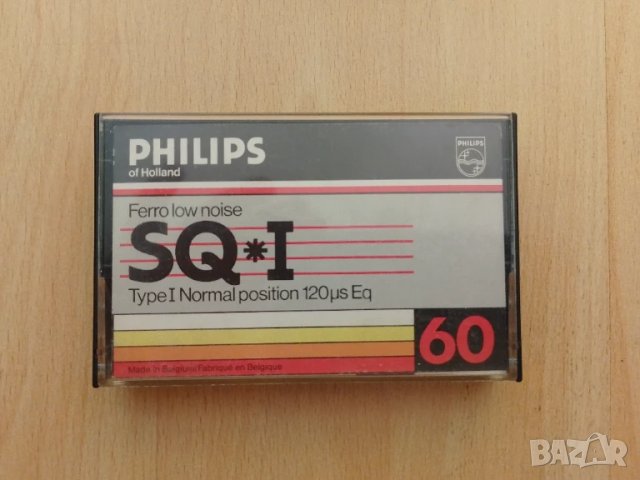 PHILIPS
of Holland
PHILIPS
Ferro low noise
SQ*I
Type I Normal position 120µs Eq
60
Made in Belgium/Fabriqué en Belgique
BAZAR